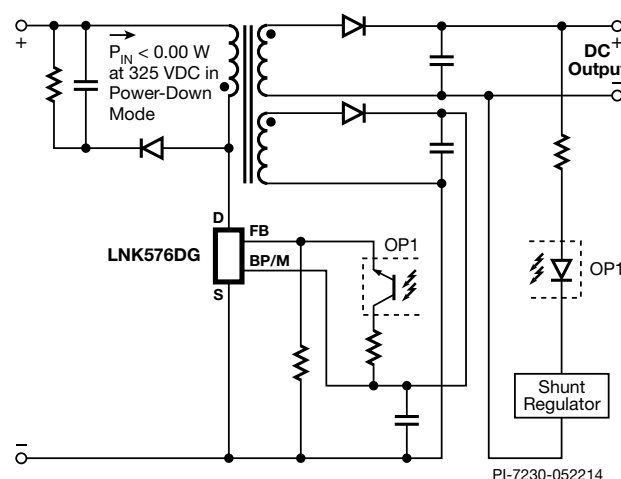 +
P_IN < 0.00 W
at 325 VDC in
Power-Down
Mode
+
DC
Output
D
FB
LNK576DG
BP/M
S
OP1
OP1
Shunt
Regulator
PI-7230-052214